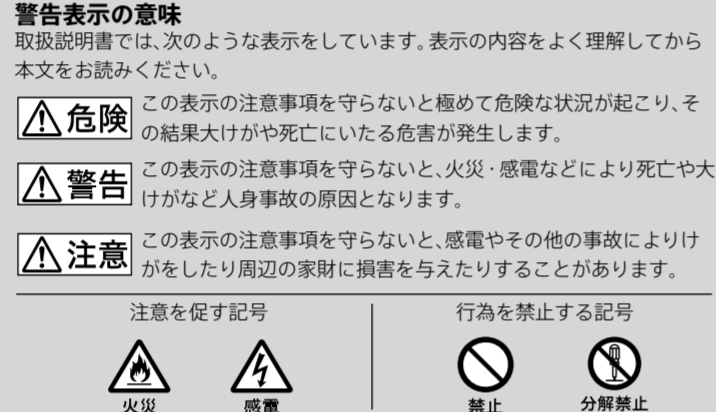 警告表示の意味
取扱説明書では、次のような表示をしています。表示の内容をよく理解してから
本文をお読みください。
危険
この表示の注意事項を守らないと極めて危険な状況が起こり、そ
の結果大けがや死亡にいたる危害が発生します。
警告
この表示の注意事項を守らないと、火災・感電などにより死亡や大
けがなど人身事故の原因となります。
注意
この表示の注意事項を守らないと、感電やその他の事故によりけ
がをしたり周辺の家財に損害を与えたりすることがあります。
注意を促す記号
火災
感電
行為を禁止する記号
禁止
分解禁止